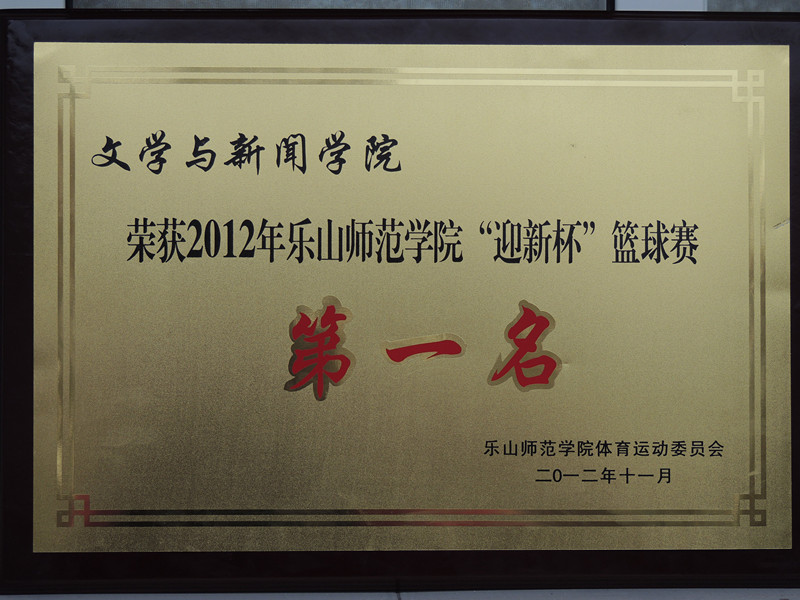 文学与新闻学院
荣获2012年乐山师范学院“迎新杯”篮球赛
第一名
乐山师范学院体育运动委员会
二0一二年十一月